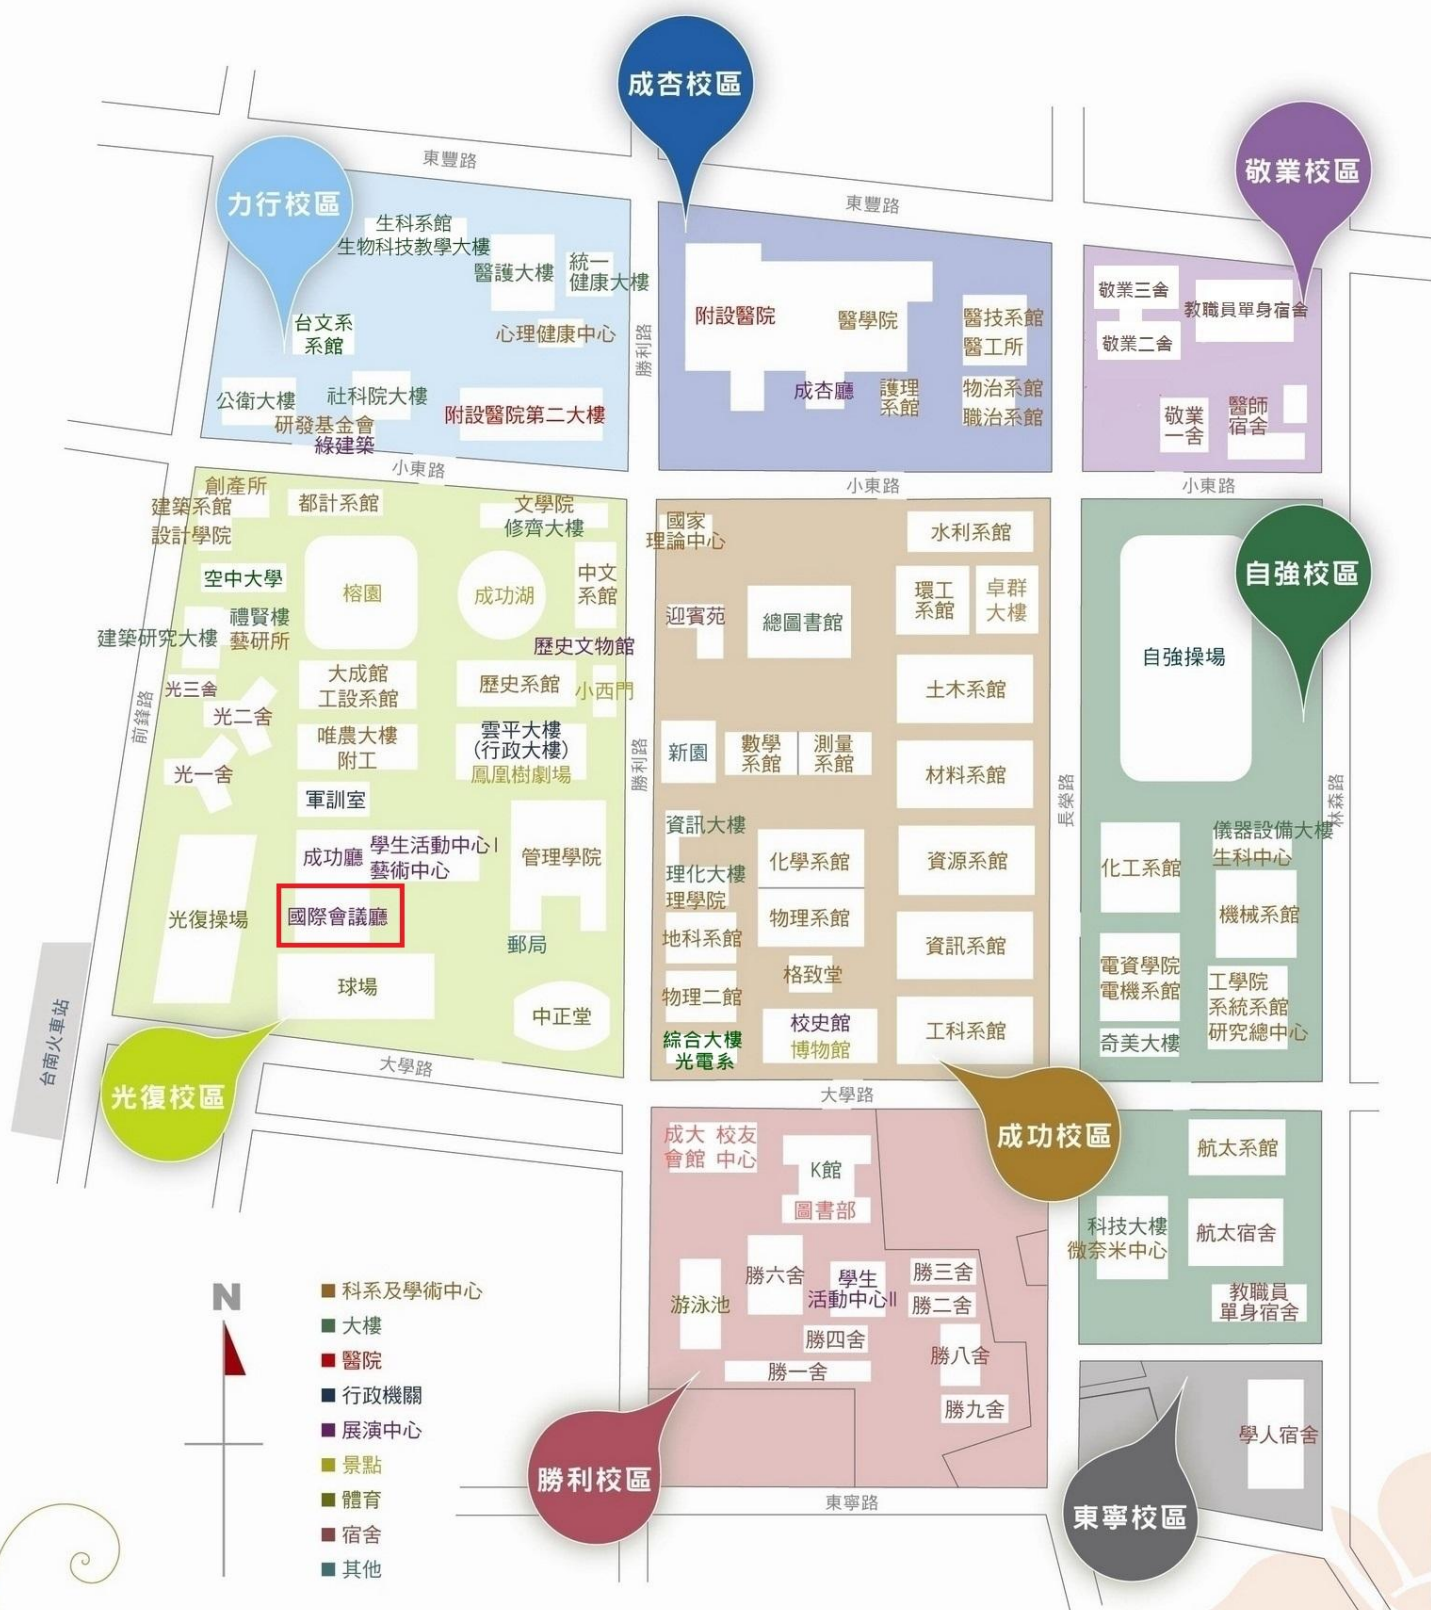 成杏校區
東豐路
力行校區
敬業校區
東豐路
生科系館
生物科技教學大樓
醫護大樓
統一
健康大樓
台文系
系館
心理健康中心
公衛大樓
社科院大樓
研發基金會
綠建築
附設醫院第二大樓
勝利路
附設醫院
醫學院
醫技系館
醫工所
成杏廳
護理
系館
物治系館
職治系館
敬業三舍
敬業二舍
教職員單身宿舍
敬業
一舍
醫師
宿舍
小東路
小東路
小東路
創產所
建築系館
設計學院
都計系館
文學院
修齊大樓
空中大學
榕園
成功湖
中文
系館
禮賢樓
建築研究大樓
藝研所
歷史文物館
大成館
工設系館
歷史系館
小西門
光三舍
光二舍
前鋒路
唯農大樓
附工
雲平大樓
(行政大樓)
鳳凰樹劇場
光一舍
軍訓室
成功廳
學生活動中心I
藝術中心
管理學院
光復操場
國際會議廳
郵局
球場
中正堂
台南火車站
光復校區
大學路
勝利路
國家
理論中心
水利系館
迎賓苑
總圖書館
環工
系館
卓群
大樓
土木系館
新園
數學
系館
測量
系館
材料系館
資訊大樓
化學系館
資源系館
理化大樓
理學院
地科系館
物理系館
資訊系館
格致堂
物理二館
校史館
博物館
工科系館
綜合大樓
光電系
大學路
成功校區
長榮路
自強校區
自強操場
林森路
儀器設備大樓
生科中心
化工系館
機械系館
電資學院
電機系館
工學院
系統系館
研究總中心
奇美大樓
成大
會館
校友
中心
K館
圖書部
勝六舍
學生
活動中心II
勝三舍
勝二舍
游泳池
勝四舍
勝一舍
勝八舍
勝九舍
勝利校區
東寧路
航太系館
科技大樓
微奈米中心
航太宿舍
教職員
單身宿舍
學人宿舍
東寧校區
N
科系及學術中心
大樓
醫院
行政機關
展演中心
景點
體育
宿舍
其他